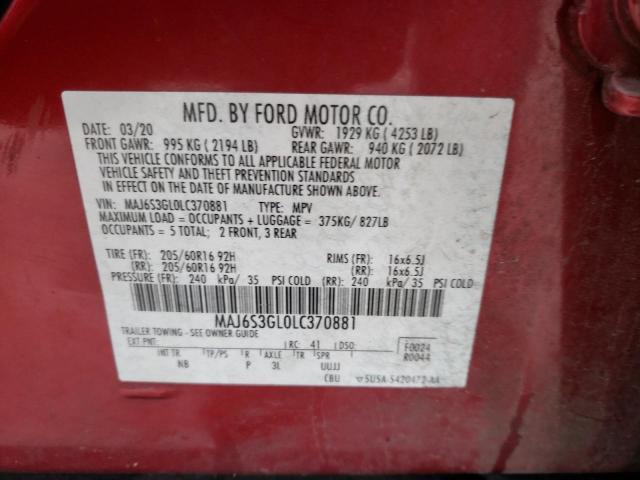 MFD. BY FORD MOTOR CO.
DATE: 03/20 GVWR: 1929 KG ( 4253 LB)
FRONT GAWR: 995 KG ( 2194 LB) REAR GAWR: 940 KG ( 2072 LB)
THIS VEHICLE CONFORMS TO ALL APPLICABLE FEDERAL MOTOR
VEHICLE SAFETY AND THEFT PREVENTION STANDARDS
IN EFFECT ON THE DATE OF MANUFACTURE SHOWN ABOVE.
VIN: MAJ6S3GL0LC370881 TYPE: MPV
MAXIMUM LOAD = OCCUPANTS + LUGGAGE = 375KG/ 827LB
OCCUPANTS = 5 TOTAL; 2 FRONT, 3 REAR
TIRE (FR): 205/60R16 92H RIMS (FR): 16x6.5J
(RR): 205/60R16 92H (RR): 16x6.5J
PRESSURE (FR): 240 kPa/ 35 PSI COLD (RR): 240 kPa/ 35 PSI COLD
MAJ6S3GL0LC370881
TRAILER TOWING - SEE OWNER GUIDE
EXT PNT: RC: 41 DSO: F0024
R0044
INT TR TP/PS R AXLE TR SPR
NB P 3L UUJJ
CBU 5U5A-5420472-AA